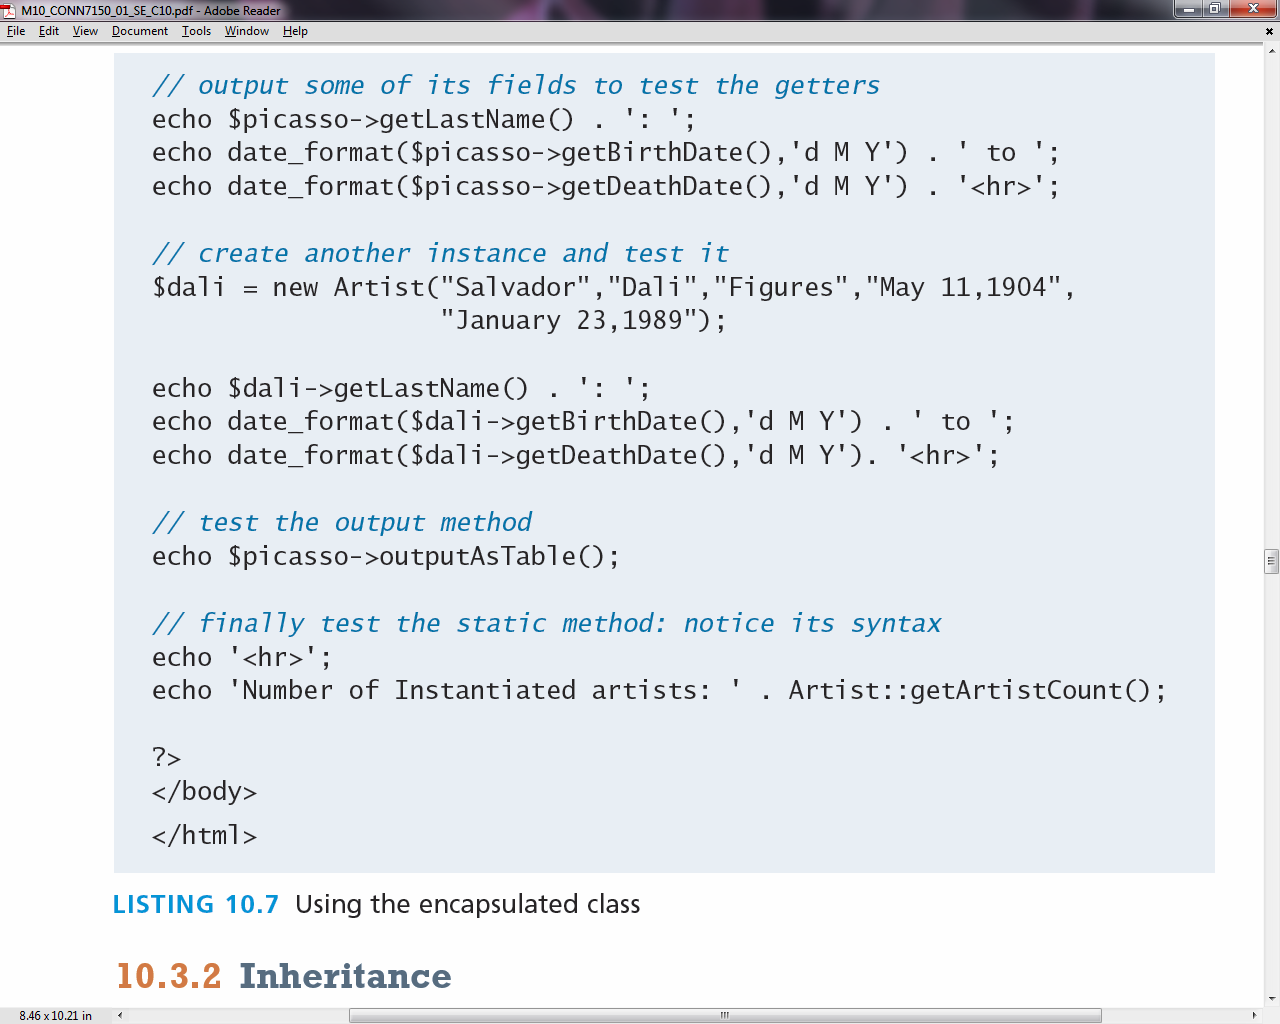 M10_CONN7150_01_SE_C10.pdf - Adobe Reader
File Edit View Document Tools Window Help
// output some of its fields to test the getters
echo $picasso->getLastName() . ': ';
echo date_format($picasso->getBirthDate(),'d M Y') . ' to ';
echo date_format($picasso->getDeathDate(),'d M Y') . '<hr>';
// create another instance and test it
$dali = new Artist("Salvador","Dali","Figures","May 11,1904",
"January 23,1989");
echo $dali->getLastName() . ': ';
echo date_format($dali->getBirthDate(),'d M Y') . ' to ';
echo date_format($dali->getDeathDate(),'d M Y'). '<hr>';
// test the output method
echo $picasso->outputAsTable();
// finally test the static method: notice its syntax
echo '<hr>';
echo 'Number of Instantiated artists: ' . Artist::getArtistCount();
?>
</body>
</html>
LISTING 10.7 Using the encapsulated class
10.3.2 Inheritance
8.46 x 10.21 in